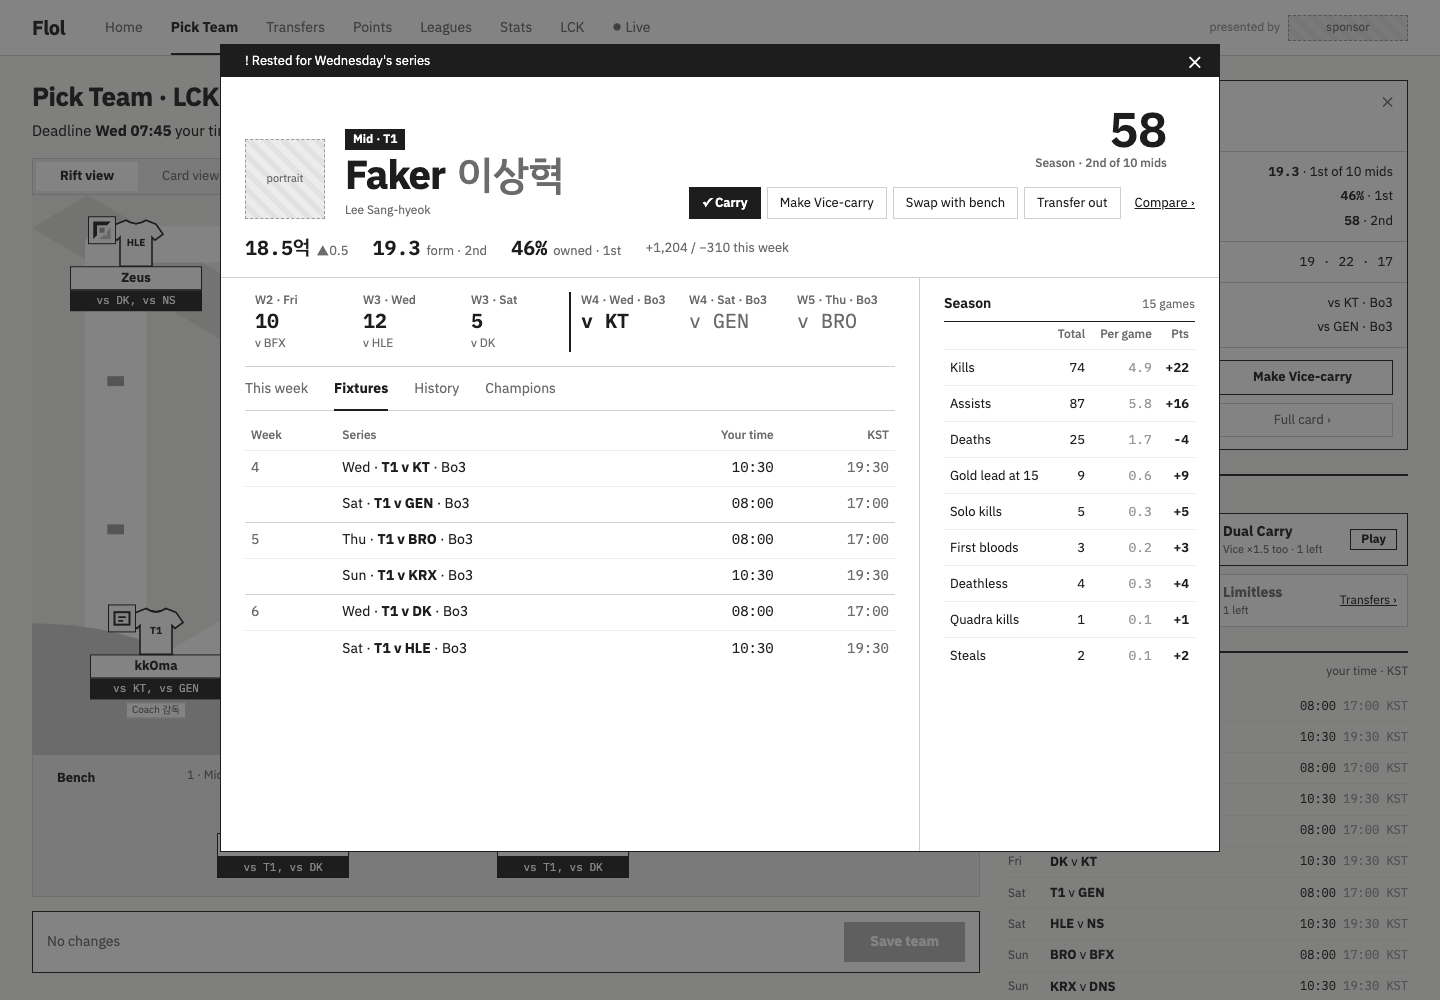 Flol Home Pick Team Transfers Points Leagues Stats LCK Live presented by sponsor
! Rested for Wednesday's series
Pick Team · LCK
Deadline Wed 07:45 your
Rift view Card view
HLE
Zeus
vs DK, vs NS
T1
kkOma
vs KT, vs GEN
Coach 감독
Bench
1 ·
vs T1, vs DK
vs T1, vs DK
No changes
Save team
portrait
Mid · T1
Faker 이상혁
Lee Sang-hyeok
58
Season · 2nd of 10 mids
✓ Carry Make Vice-carry Swap with bench Transfer out Compare ›
18.5억 ▲0.5 19.3 form · 2nd 46% owned · 1st +1,204 / −310 this week
W2 · Fri W3 · Wed W3 · Sat W4 · Wed · Bo3 W4 · Sat · Bo3 W5 · Thu · Bo3
10 12 5 v KT v GEN v BRO
v BFX v HLE v DK
This week Fixtures History Champions
Week Series Your time KST
4 Wed · T1 v KT · Bo3 10:30 19:30
Sat · T1 v GEN · Bo3 08:00 17:00
5 Thu · T1 v BRO · Bo3 08:00 17:00
Sun · T1 v KRX · Bo3 10:30 19:30
6 Wed · T1 v DK · Bo3 08:00 17:00
Sat · T1 v HLE · Bo3 10:30 19:30
Season 15 games
Total Per game Pts
Kills 74 4.9 +22
Assists 87 5.8 +16
Deaths 25 1.7 -4
Gold lead at 15 9 0.6 +9
Solo kills 5 0.3 +5
First bloods 3 0.2 +3
Deathless 4 0.3 +4
Quadra kills 1 0.1 +1
Steals 2 0.1 +2
19.3 · 1st of 10 mids
46% · 1st
58 · 2nd
19 · 22 · 17
vs KT · Bo3
vs GEN · Bo3
Make Vice-carry
Full card ›
Dual Carry
Vice ×1.5 too · 1 left
Play
Limitless
1 left
Transfers ›
your time · KST
08:00 17:00 KST
10:30 19:30 KST
08:00 17:00 KST
10:30 19:30 KST
08:00 17:00 KST
Fri DK v KT 10:30 19:30 KST
Sat T1 v GEN 08:00 17:00 KST
Sat HLE v NS 10:30 19:30 KST
Sun BRO v BFX 08:00 17:00 KST
Sun KRX v DNS 10:30 19:30 KST